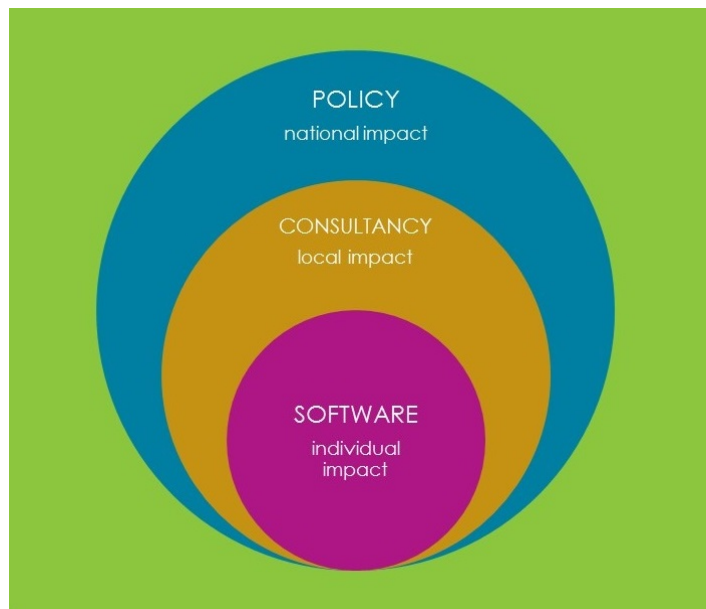 POLICY
national impact
CONSULTANCY
local impact
SOFTWARE
individual
impact